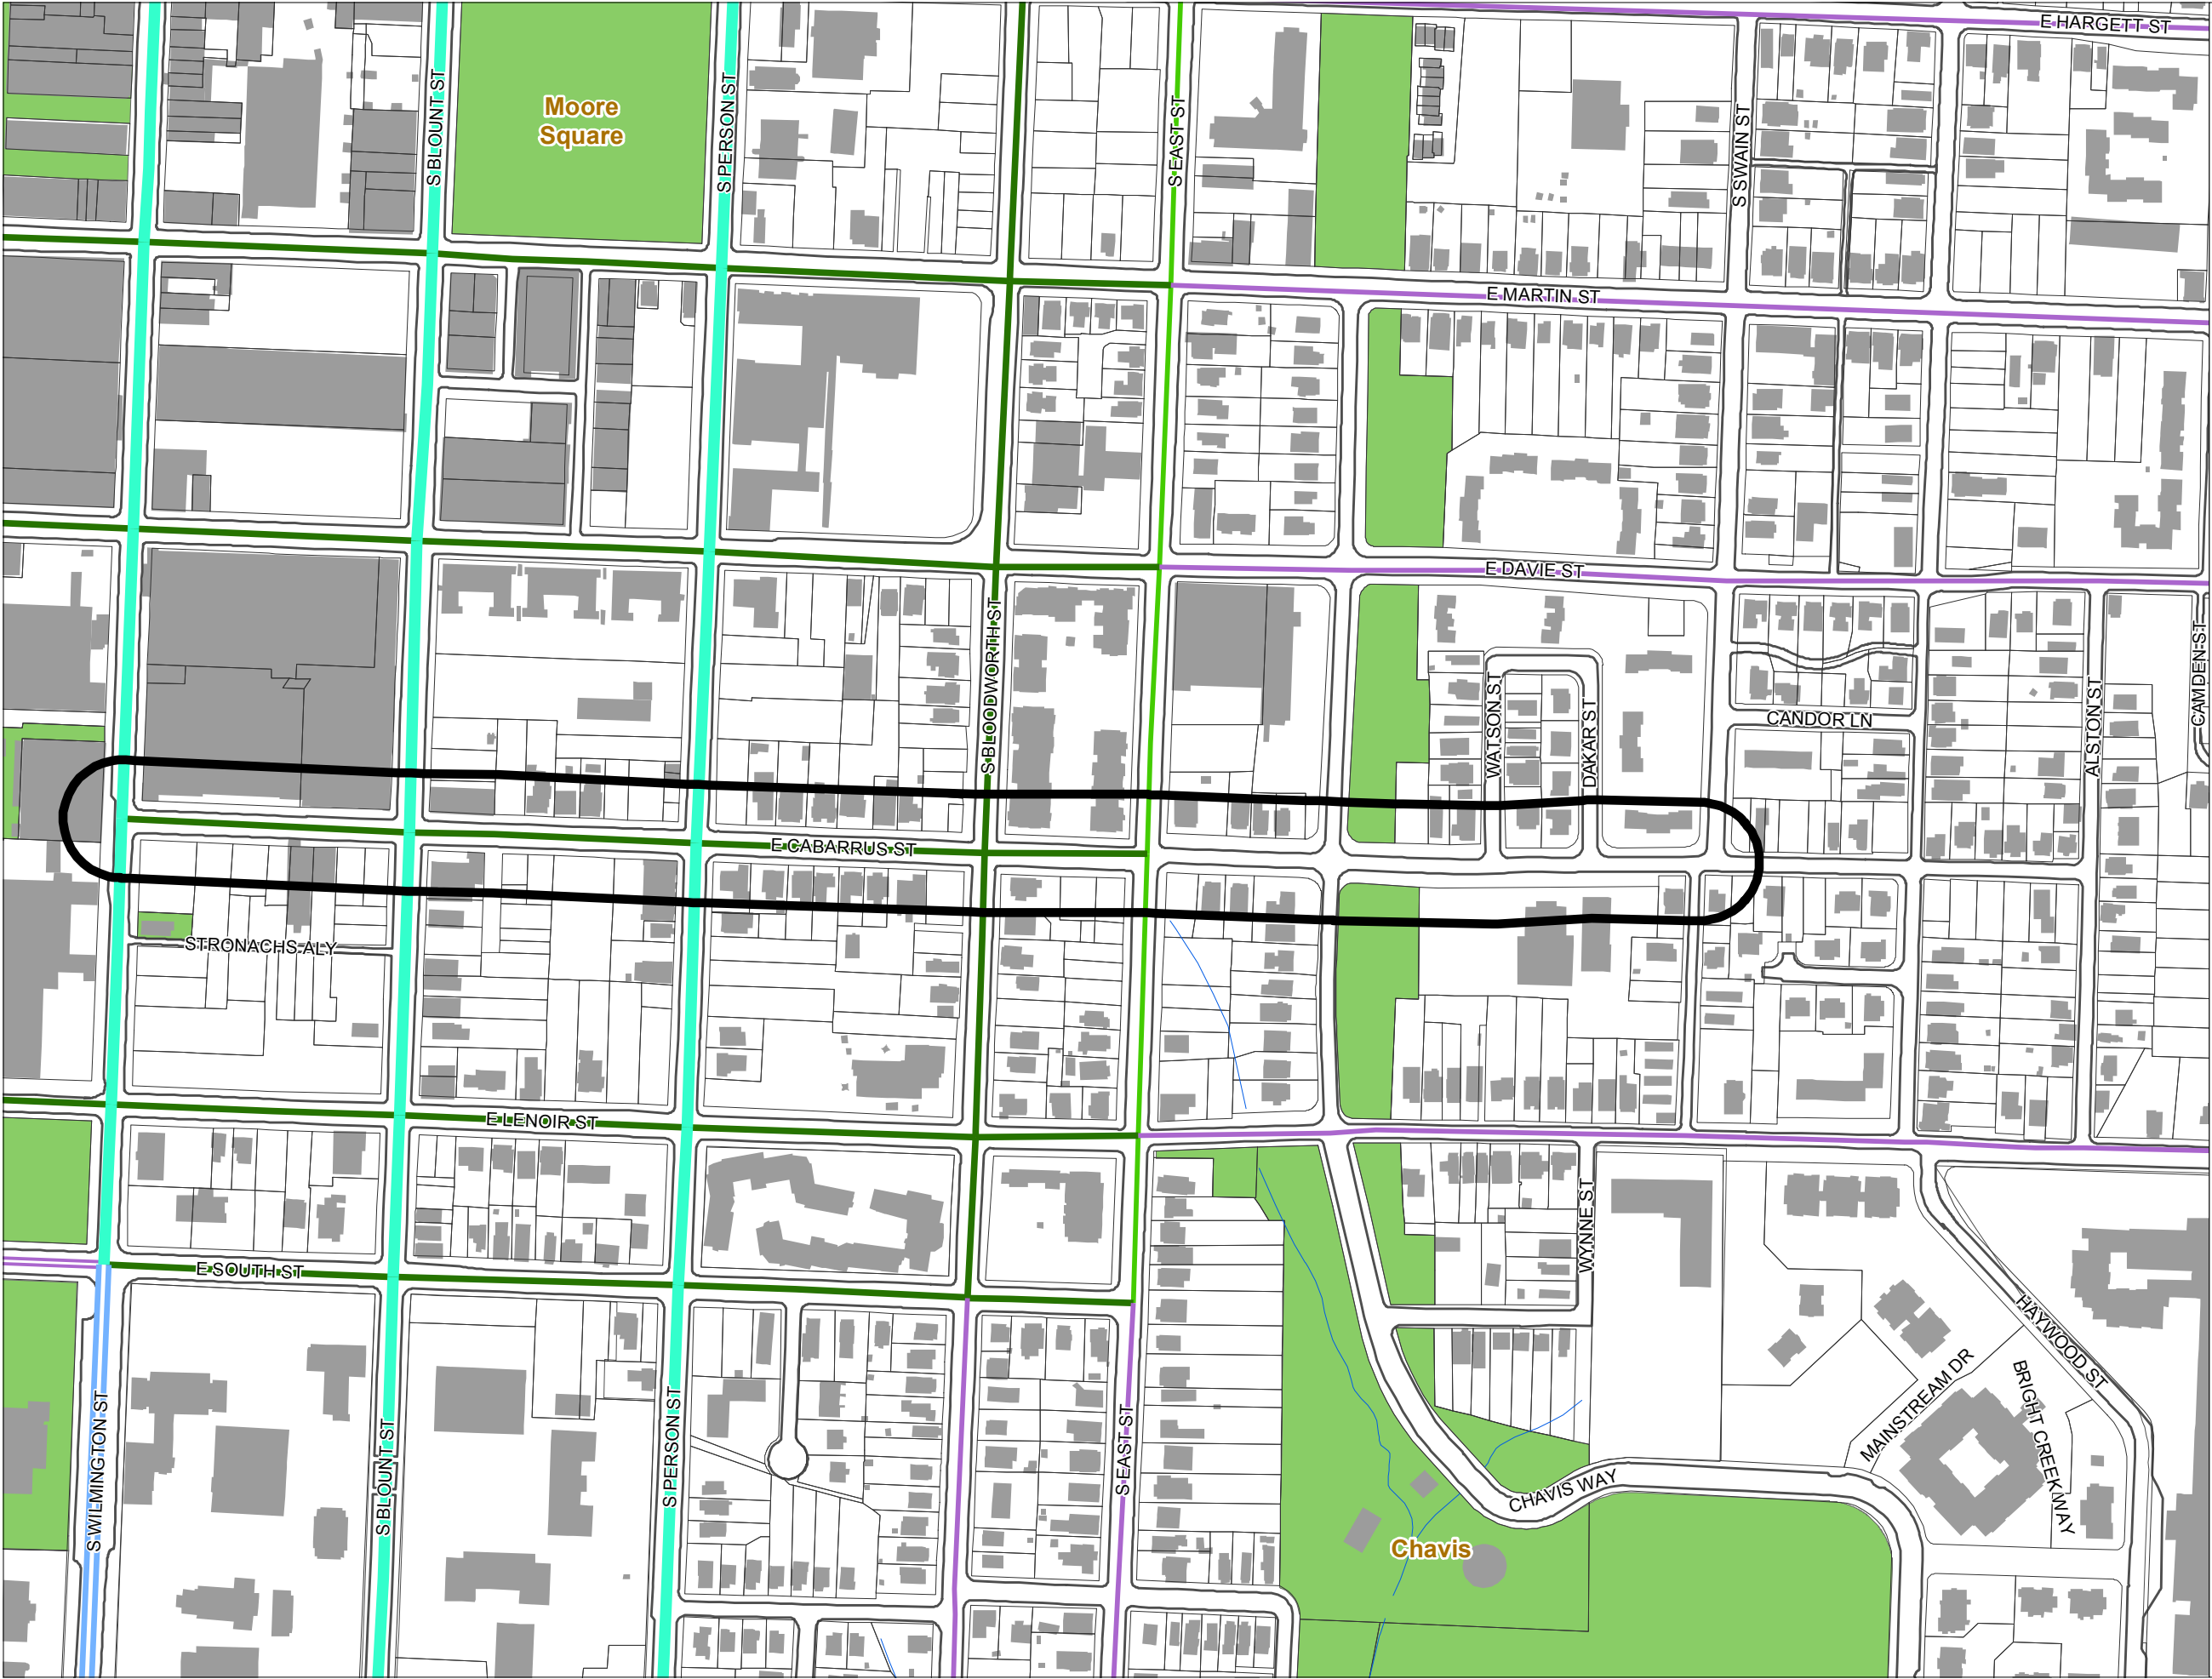 E HARGETT ST
S BLOUNT ST
Moore
Square
S PERSON ST
S EAST ST
S SWAIN ST
E MARTIN ST
E DAVIE ST
S BLOODWORTH ST
WATSON ST
DAKAR ST
CANDOR LN
ALSTON ST
CAMDEN ST
E CABARRUS ST
STRONACHS ALY
E LENOIR ST
WYNNE ST
E SOUTH ST
HAYWOOD ST
MAINSTREAM DR
BRIGHT CREEK WAY
S WILMINGTON ST
S BLOUNT ST
S PERSON ST
S EAST ST
CHAVIS WAY
Chavis